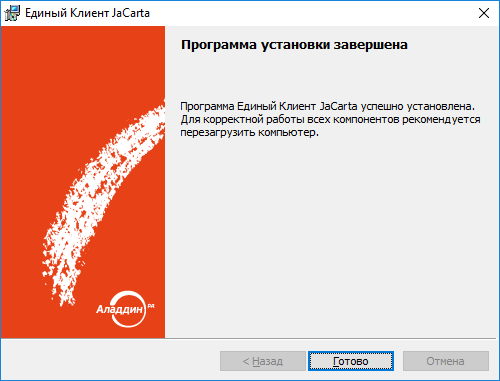 Единый Клиент JaCarta
Программа установки завершена
Программа Единый Клиент JaCarta успешно установлена.
Для корректной работы всех компонентов рекомендуется
перезагрузить компьютер.
Аладдин РД
< Назад
Готово
Отмена